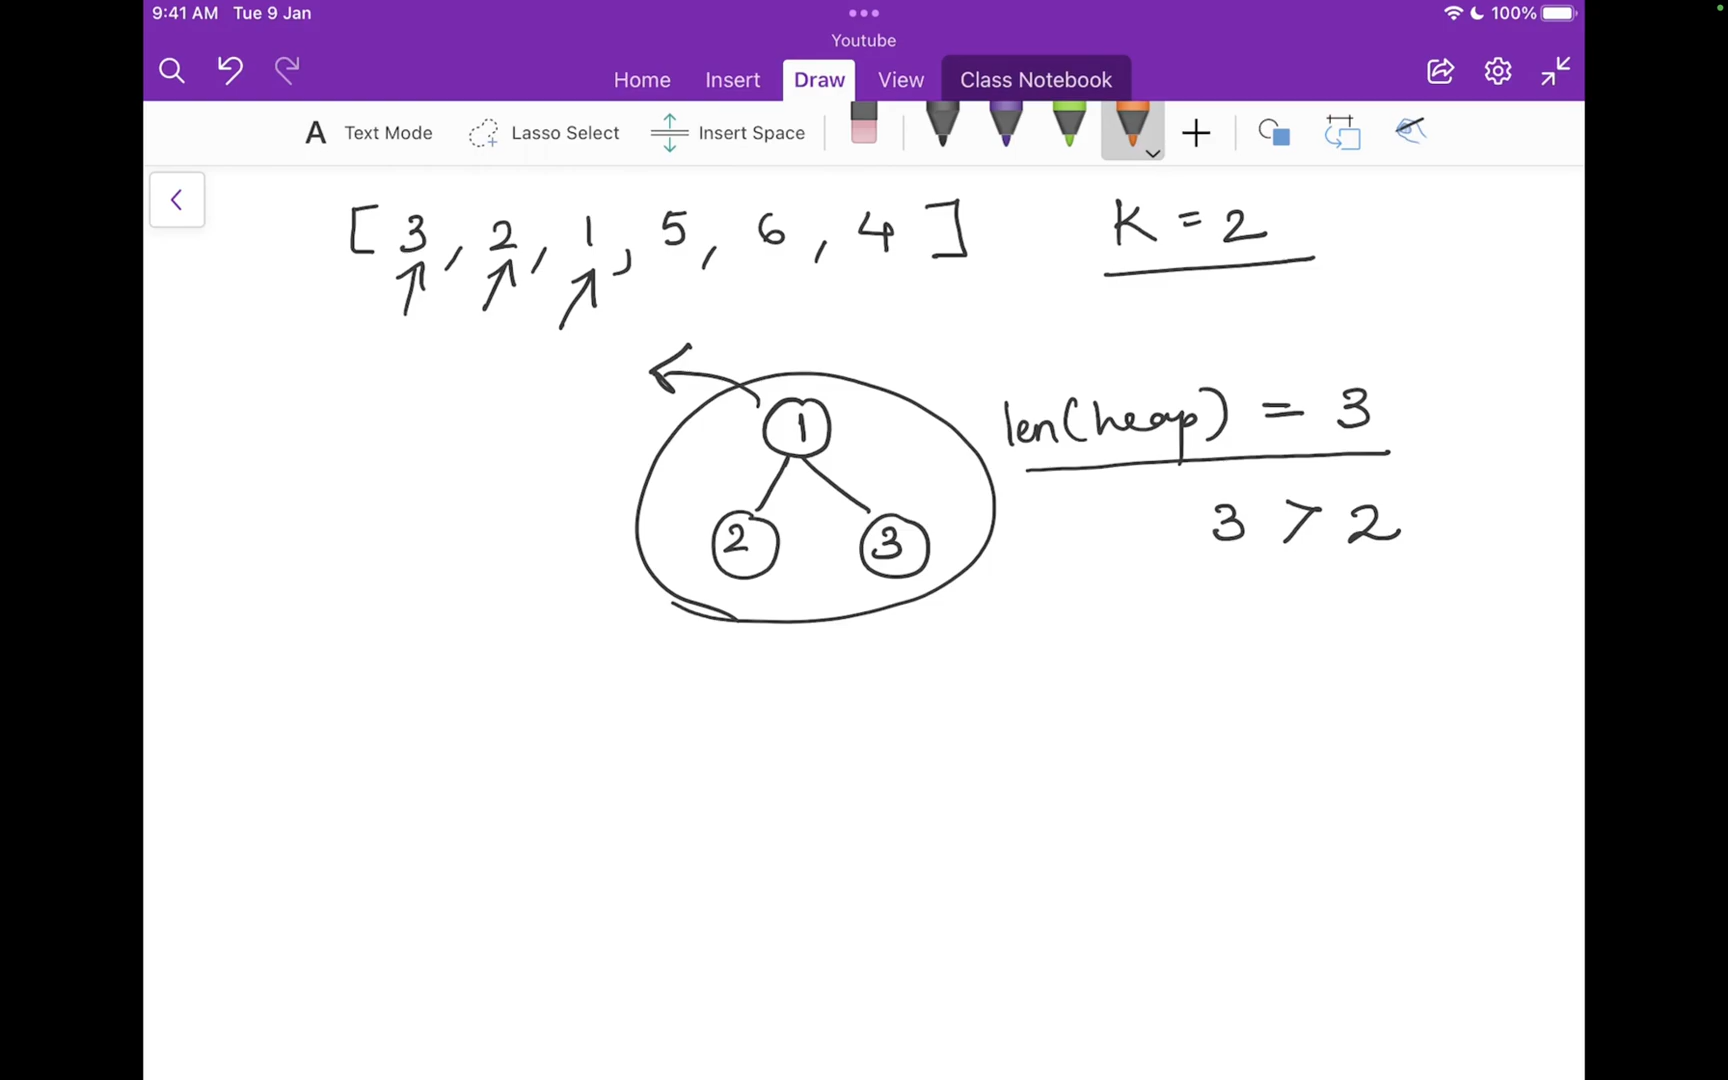 9:41 AM Tue 9 Jan
100%
Youtube
Home Insert Draw View Class Notebook
A Text Mode Lasso Select Insert Space
[ 3 , 2 , 1 , 5 , 6 , 4 ] K = 2
1
len(heap) = 3
2 3
3 > 2